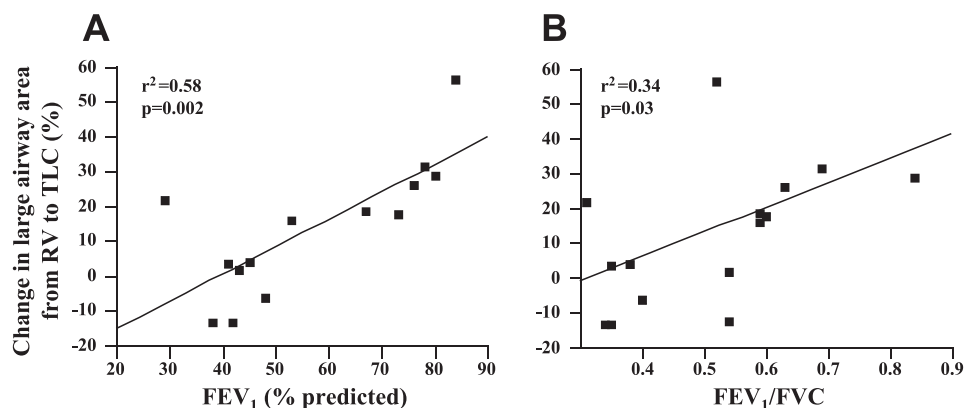 A
Change in large airway area
from RV to TLC (%)
r²=0.58
p=0.002
60
50
40
30
20
10
0
-10
-20
20 30 40 50 60 70 80 90
FEV₁ (% predicted)
B
r²=0.34
p=0.03
60
50
40
30
20
10
0
-10
-20
0.4 0.5 0.6 0.7 0.8 0.9
FEV₁/FVC